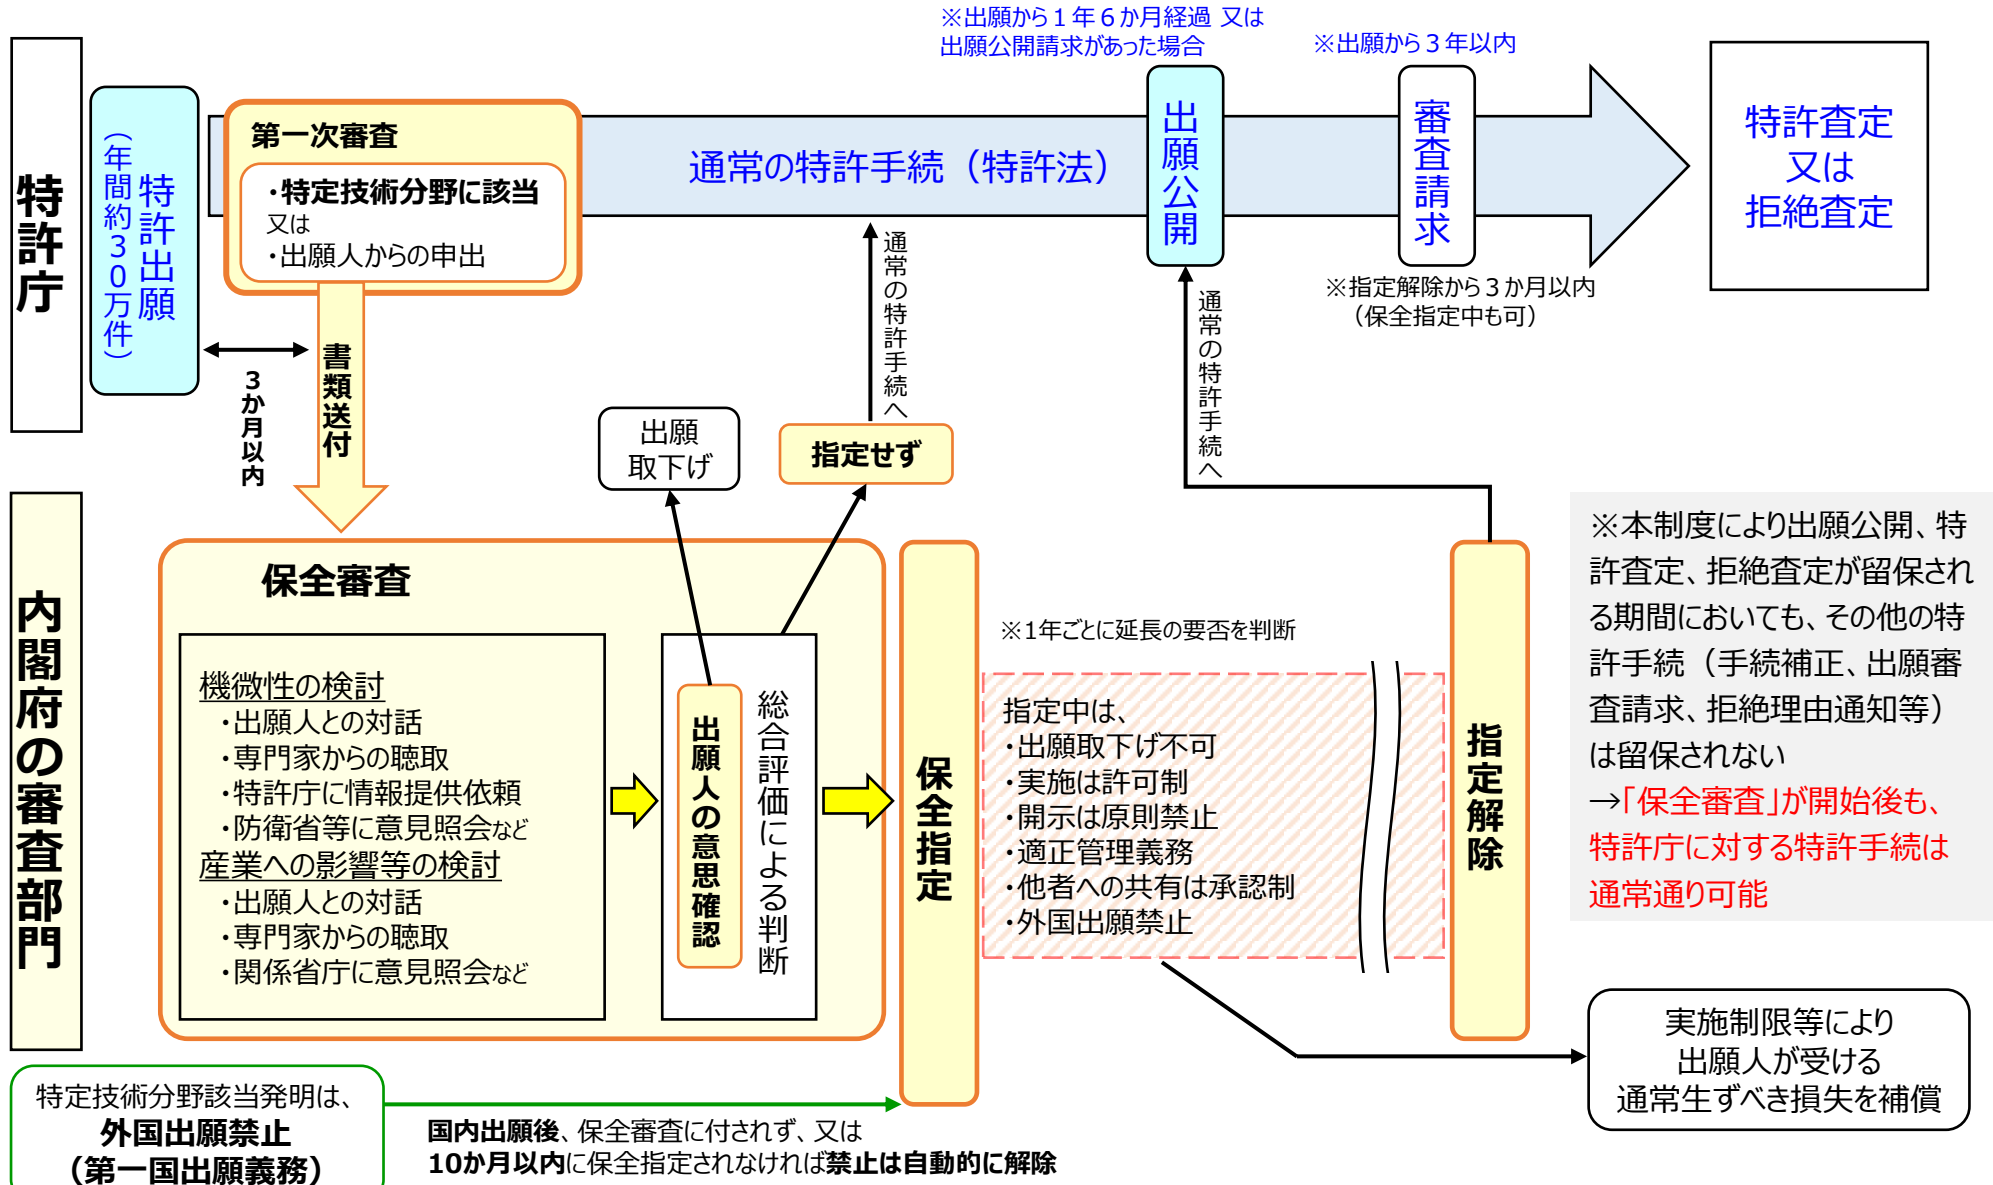 ※出願から１年６か月経過 又は
出願公開請求があった場合
※出願から３年以内
特許庁
特許出願
（年間約３０万件）
第一次審査
・特定技術分野に該当
又は
・出願人からの申出
通常の特許手続（特許法）
出願公開
審査請求
特許査定
又は
拒絶査定
※指定解除から３か月以内
（保全指定中も可）
３か月以内
書類送付
通常の特許手続へ
通常の特許手続へ
出願
取下げ
指定せず
内閣府の審査部門
保全審査
機微性の検討
・出願人との対話
・専門家からの聴取
・特許庁に情報提供依頼
・防衛省等に意見照会など
産業への影響等の検討
・出願人との対話
・専門家からの聴取
・関係省庁に意見照会など
出願人の意思確認
総合評価による判断
保全指定
※1年ごとに延長の要否を判断
指定中は、
・出願取下げ不可
・実施は許可制
・開示は原則禁止
・適正管理義務
・他者への共有は承認制
・外国出願禁止
指定解除
※本制度により出願公開、特
許査定、拒絶査定が留保され
る期間においても、その他の特
許手続（手続補正、出願審
査請求、拒絶理由通知等）
は留保されない
→「保全審査」が開始後も、
特許庁に対する特許手続は
通常通り可能
実施制限等により
出願人が受ける
通常生ずべき損失を補償
特定技術分野該当発明は、
外国出願禁止
（第一国出願義務）
国内出願後、保全審査に付されず、又は
10か月以内に保全指定されなければ禁止は自動的に解除